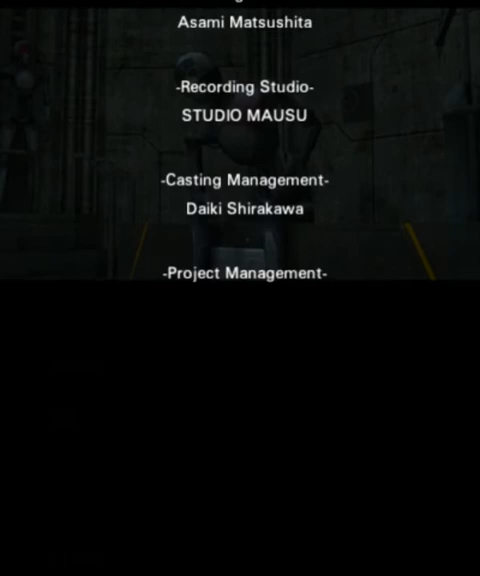 Asami Matsushita
-Recording Studio-
STUDIO MAUSU
-Casting Management-
Daiki Shirakawa
-Project Management-